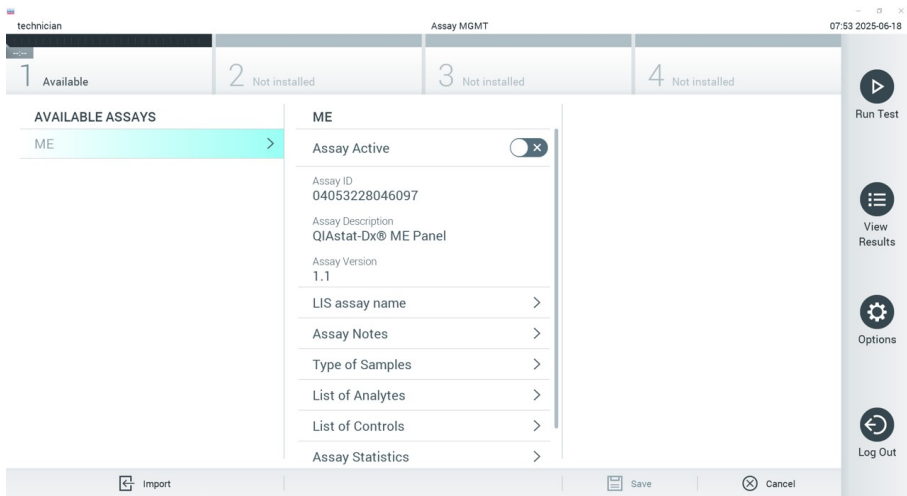 technician
Assay MGMT
07:53 2025-06-18
--:--
1 Available
2 Not installed
3 Not installed
4 Not installed
AVAILABLE ASSAYS
ME
ME
Assay Active
Assay ID
04053228046097
Assay Description
QIAstat-Dx® ME Panel
Assay Version
1.1
LIS assay name
Assay Notes
Type of Samples
List of Analytes
List of Controls
Assay Statistics
Run Test
View
Results
Options
Log Out
Import
Save
Cancel